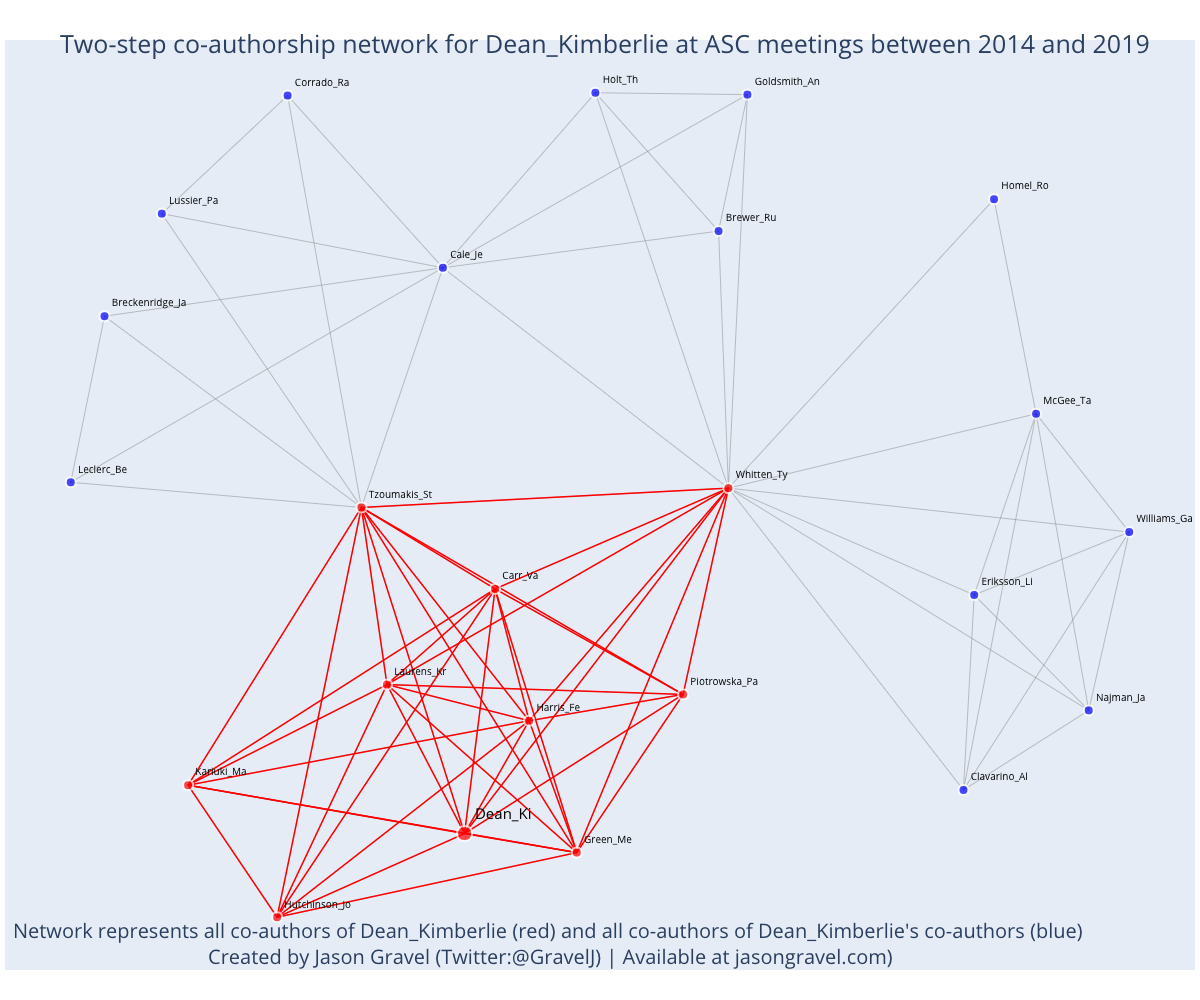 Two-step co-authorship network for Dean_Kimberlie at ASC meetings between 2014 and 2019
Corrado_Ra
Holt_Th
Goldsmith_An
Homel_Ro
Lussier_Pa
Brewer_Ru
Cale_Je
Breckenridge_Ja
McGee_Ta
Leclerc_Be
Whitten_Ty
Tzoumakis_St
Williams_Ga
Carr_Va
Eriksson_Li
Laurens_Kr
Piotrowska_Pa
Najman_Ja
Harris_Fe
Kariuki_Ma
Clavarino_Al
Dean_Ki
Green_Me
Hutchinson_Jo
Network represents all co-authors of Dean_Kimberlie (red) and all co-authors of Dean_Kimberlie's co-authors (blue)
Created by Jason Gravel (Twitter:@GravelJ) | Available at jasongravel.com)